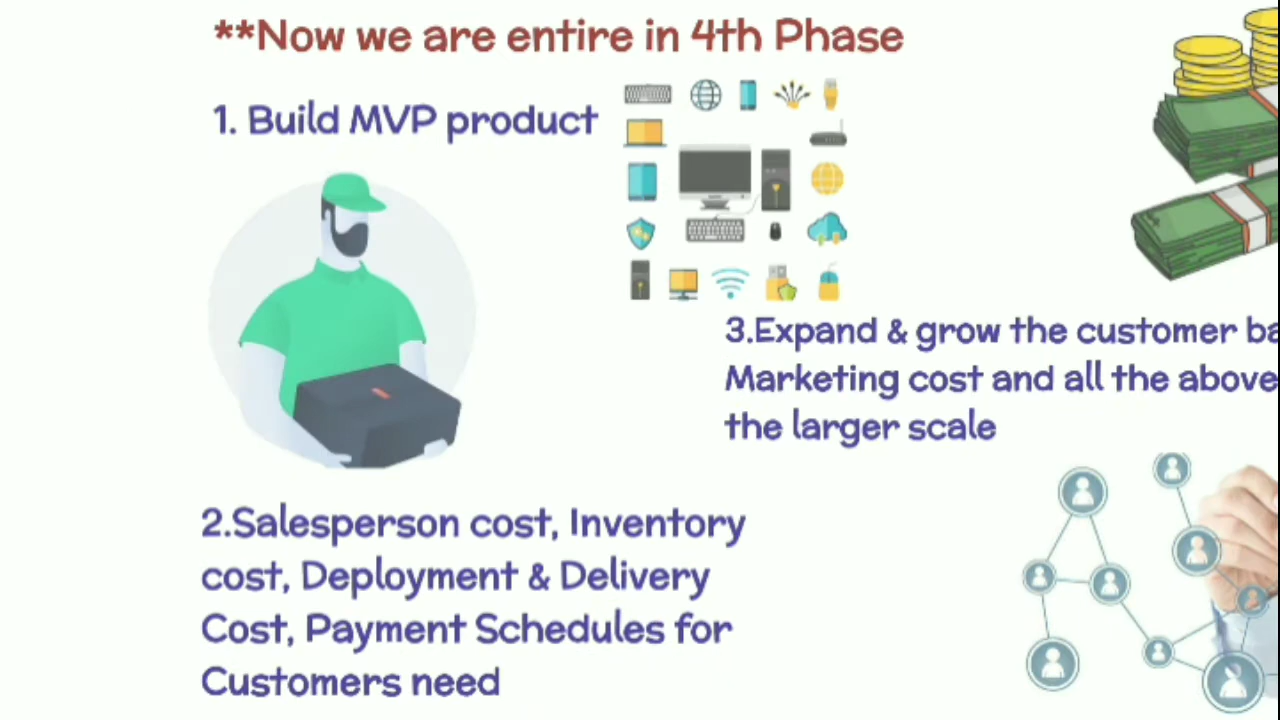 **Now we are entire in 4th Phase
1. Build MVP product
3.Expand & grow the customer
Marketing cost and all the above
the larger scale
2.Salesperson cost, Inventory
cost, Deployment & Delivery
Cost, Payment Schedules for
Customers need